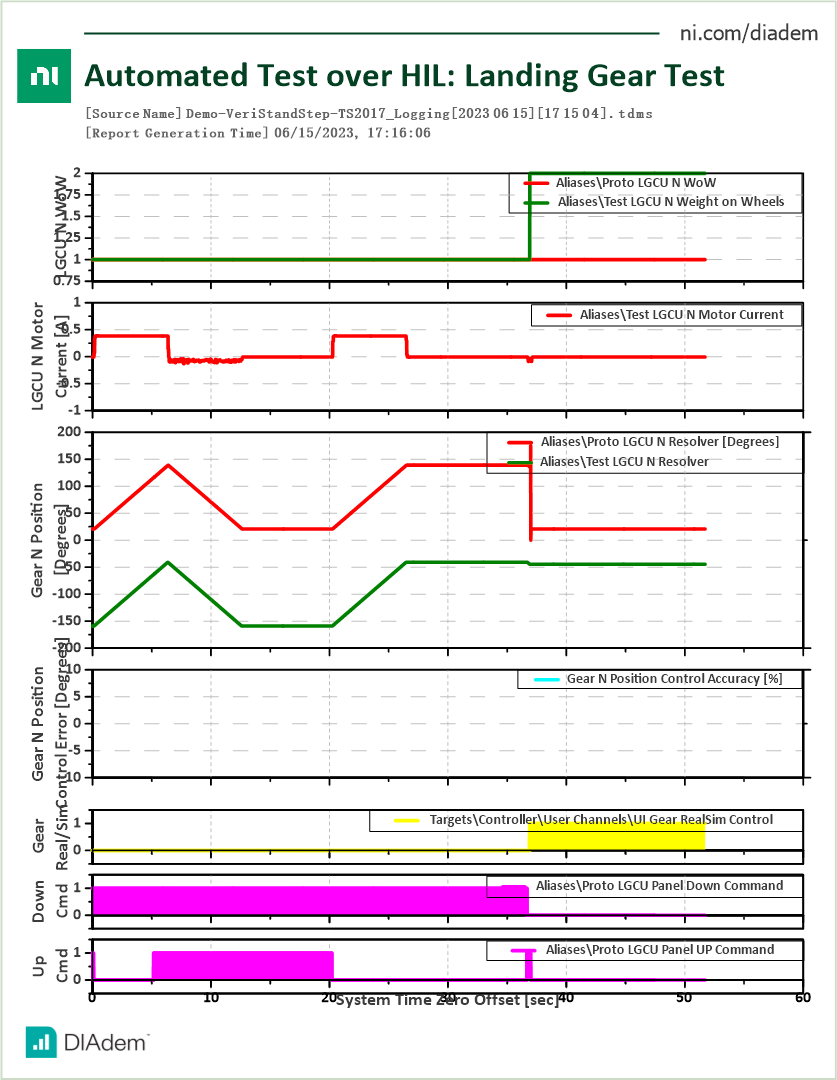 ni.com/diadem
ni
Automated Test over HIL: Landing Gear Test
[Source Name] Demo-VeriStandStep-TS2017_Logging[2023 06 15][17 15 04].tdms
[Report Generation Time] 06/15/2023, 17:16:06
LGCU N WoW
2
1.75
1.5
1.25
1
0.75
Aliases\Proto LGCU N WoW
Aliases\Test LGCU N Weight on Wheels
LGCU N Motor
Current [A]
1
0.5
0
-0.5
-1
Aliases\Test LGCU N Motor Current
Gear N Position
[Degrees]
200
150
100
50
0
-50
-100
-150
-200
Aliases\Proto LGCU N Resolver [Degrees]
Aliases\Test LGCU N Resolver
Gear N Position
Control Error [Degrees]
10
5
0
-5
-10
Gear N Position Control Accuracy [%]
Gear
Real/Sim
1
0
Targets\Controller\User Channels\UI Gear RealSim Control
Down
Cmd
1
0
Aliases\Proto LGCU Panel Down Command
Up
Cmd
1
0
Aliases\Proto LGCU Panel UP Command
0 10 20 30 40 50 60
System Time Zero Offset [sec]
DIAdem™